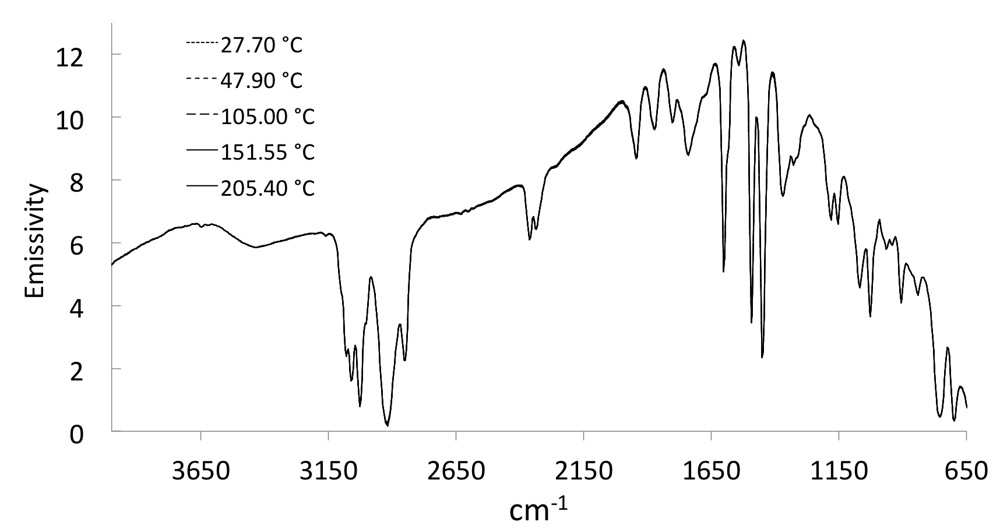 27.70 °C
47.90 °C
105.00 °C
151.55 °C
205.40 °C
12
10
8
6
4
2
0
Emissivity
3650 3150 2650 2150 1650 1150 650
cm⁻¹